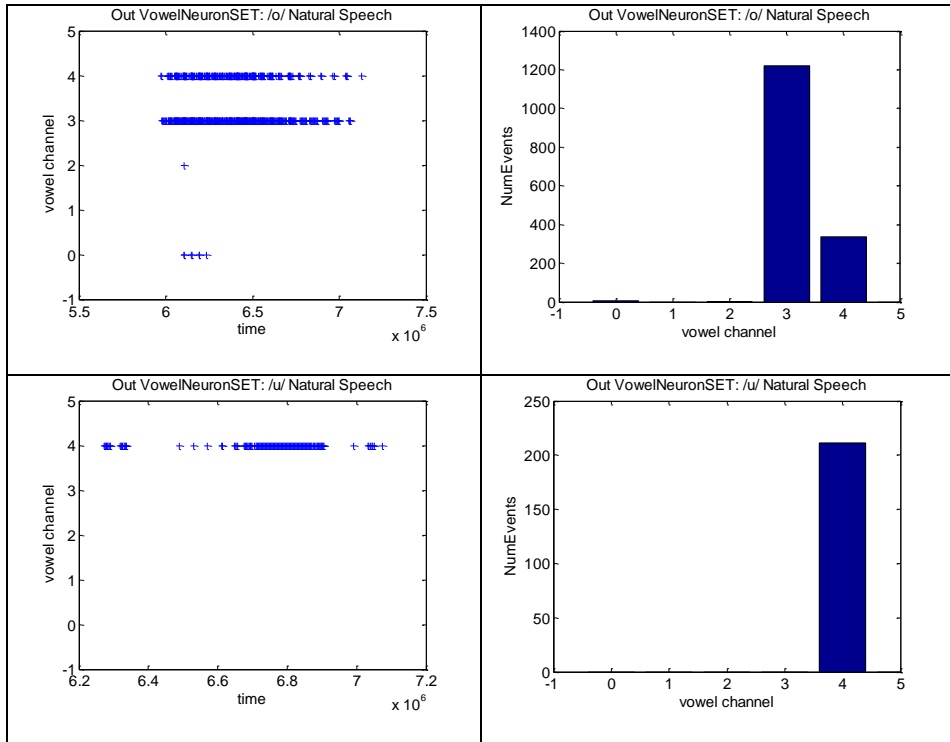 Out VowelNeuronSET: /o/ Natural Speech
5
4
3
2
1
0
-1
vowel channel
5.5 6 6.5 7 7.5
time
x 10^6
Out VowelNeuronSET: /o/ Natural Speech
1400
1200
1000
800
600
400
200
0
NumEvents
-1 0 1 2 3 4 5
vowel channel
Out VowelNeuronSET: /u/ Natural Speech
5
4
3
2
1
0
-1
vowel channel
6.2 6.4 6.6 6.8 7 7.2
time
x 10^6
Out VowelNeuronSET: /u/ Natural Speech
250
200
150
100
50
0
NumEvents
-1 0 1 2 3 4 5
vowel channel